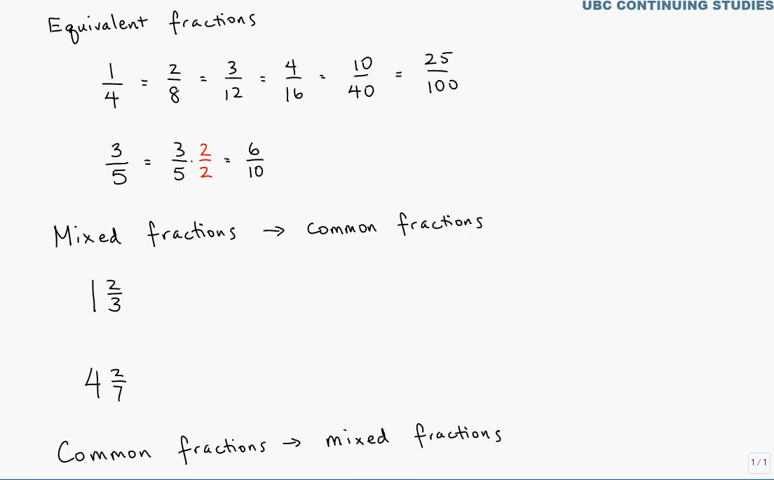 UBC CONTINUING STUDIES
Equivalent fractions
1/4 = 2/8 = 3/12 = 4/16 = 10/40 = 25/100
3/5 = 3/5 · 2/2 = 6/10
Mixed fractions → common fractions
1 2/3
4 2/7
Common fractions → mixed fractions
1/1